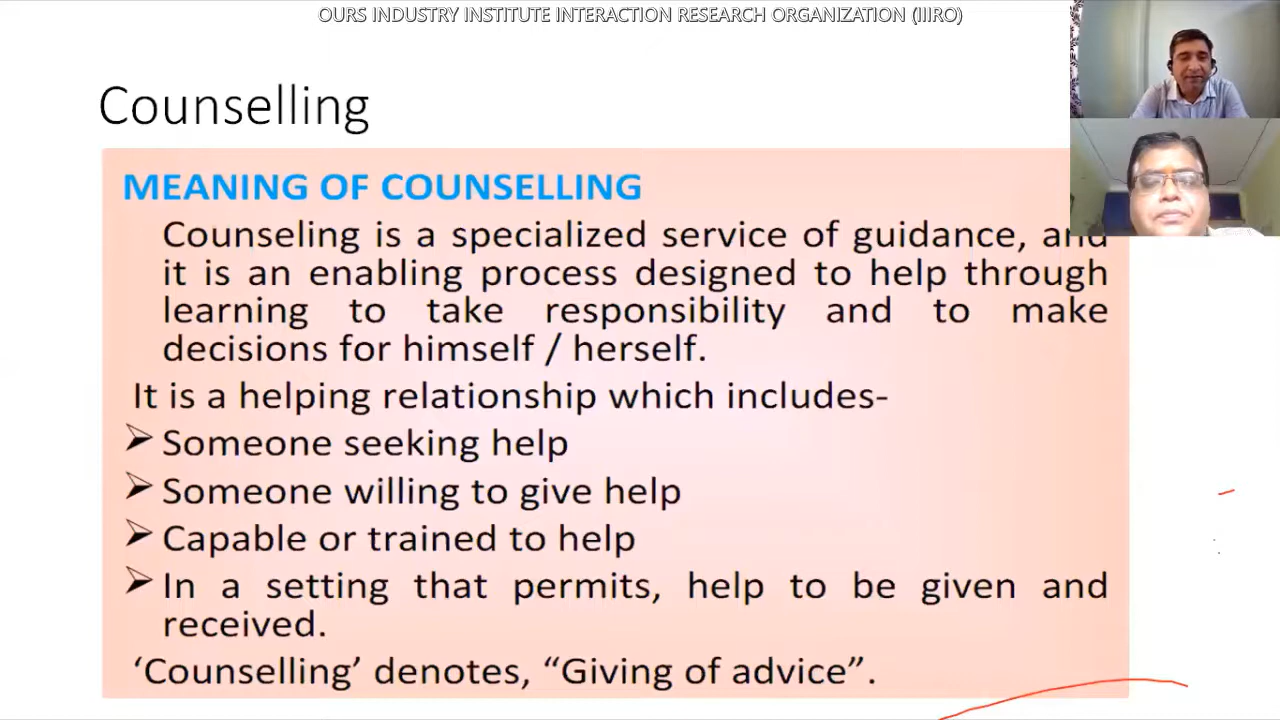 OURS INDUSTRY INSTITUTE INTERACTION RESEARCH ORGANIZATION (IIIRO)
Counselling
MEANING OF COUNSELLING
Counseling is a specialized service of guidance, and
it is an enabling process designed to help through
learning to take responsibility and to make
decisions for himself / herself.
It is a helping relationship which includes-
➢ Someone seeking help
➢ Someone willing to give help
➢ Capable or trained to help
➢ In a setting that permits, help to be given and
received.
‘Counselling’ denotes, “Giving of advice”.